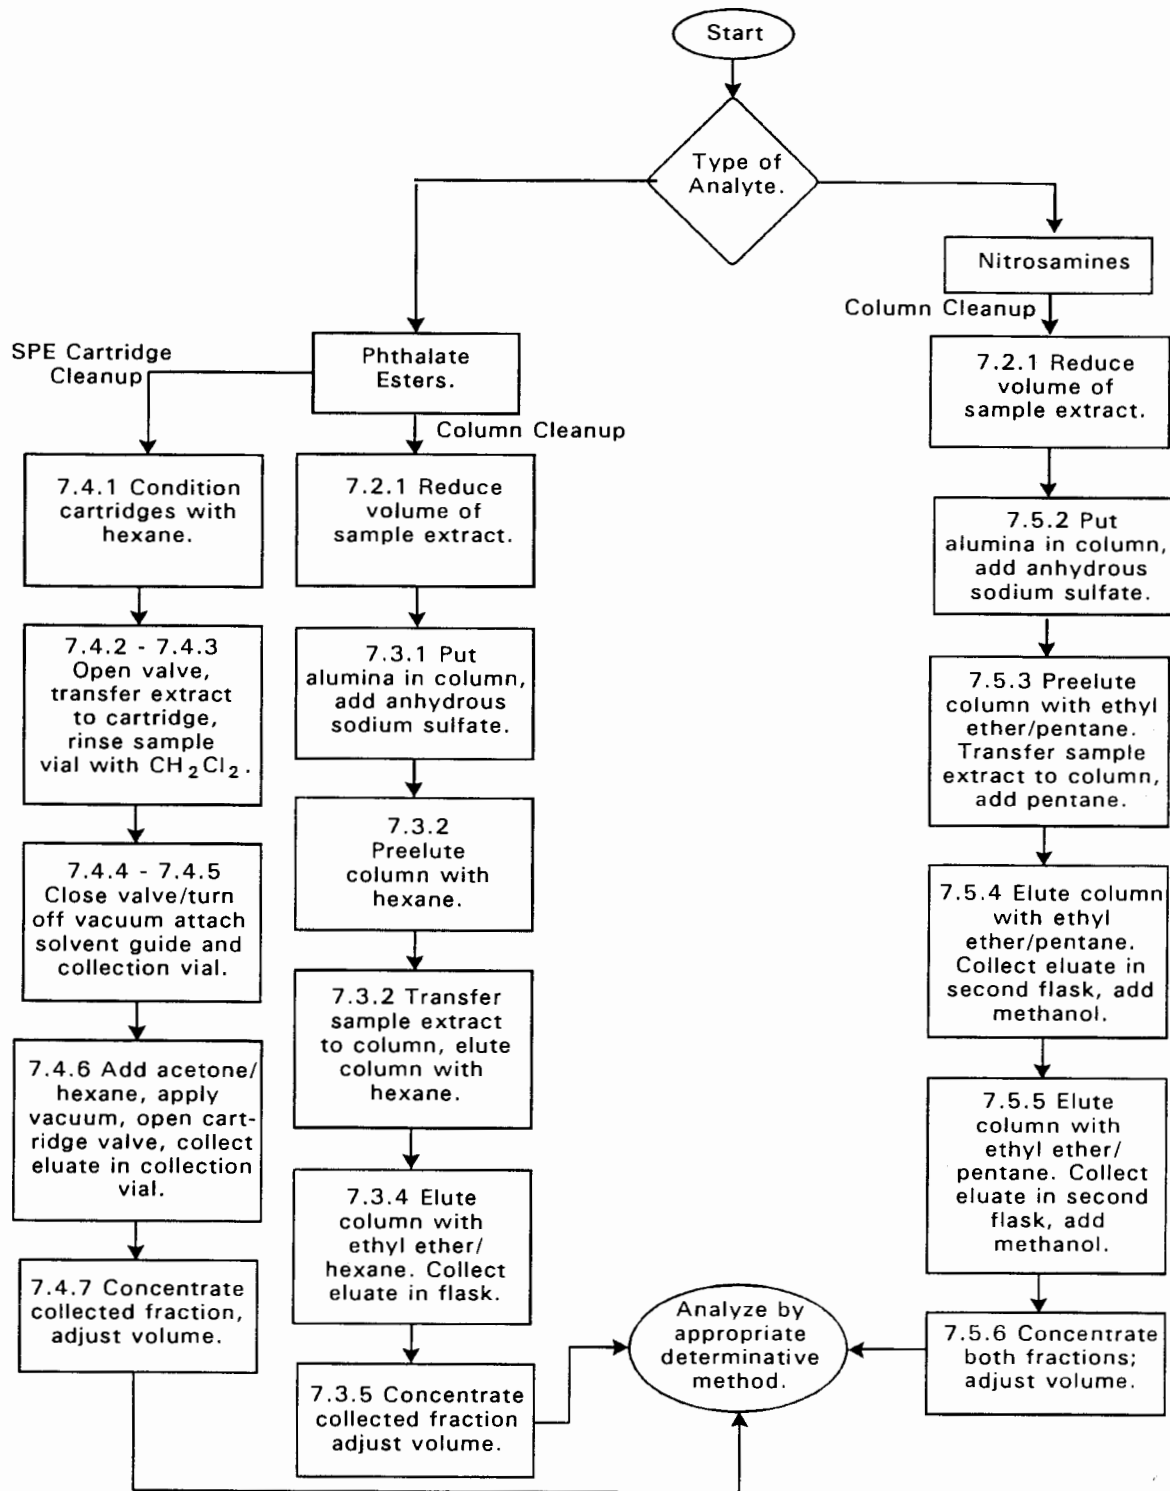 Start
Type of
Analyte.
Nitrosamines
Column Cleanup
7.2.1 Reduce
volume of
sample extract.
7.5.2 Put
alumina in column,
add anhydrous
sodium sulfate.
7.5.3 Preelute
column with ethyl
ether/pentane.
Transfer sample
extract to column,
add pentane.
7.5.4 Elute column
with ethyl
ether/pentane.
Collect eluate in
second flask, add
methanol.
7.5.5 Elute
column with
ethyl ether/
pentane. Collect
eluate in second
flask, add
methanol.
7.5.6 Concentrate
both fractions;
adjust volume.
Phthalate
Esters.
SPE Cartridge
Cleanup
7.4.1 Condition
cartridges with
hexane.
7.4.2 - 7.4.3
Open valve,
transfer extract
to cartridge,
rinse sample
vial with CH2Cl2.
7.4.4 - 7.4.5
Close valve/turn
off vacuum attach
solvent guide and
collection vial.
7.4.6 Add acetone/
hexane, apply
vacuum, open cart-
ridge valve, collect
eluate in collection
vial.
7.4.7 Concentrate
collected fraction,
adjust volume.
Column Cleanup
7.2.1 Reduce
volume of
sample extract.
7.3.1 Put
alumina in column,
add anhydrous
sodium sulfate.
7.3.2
Preelute
column with
hexane.
7.3.2 Transfer
sample extract
to column, elute
column with
hexane.
7.3.4 Elute
column with
ethyl ether/
hexane. Collect
eluate in flask.
7.3.5 Concentrate
collected fraction
adjust volume.
Analyze by
appropriate
determinative
method.